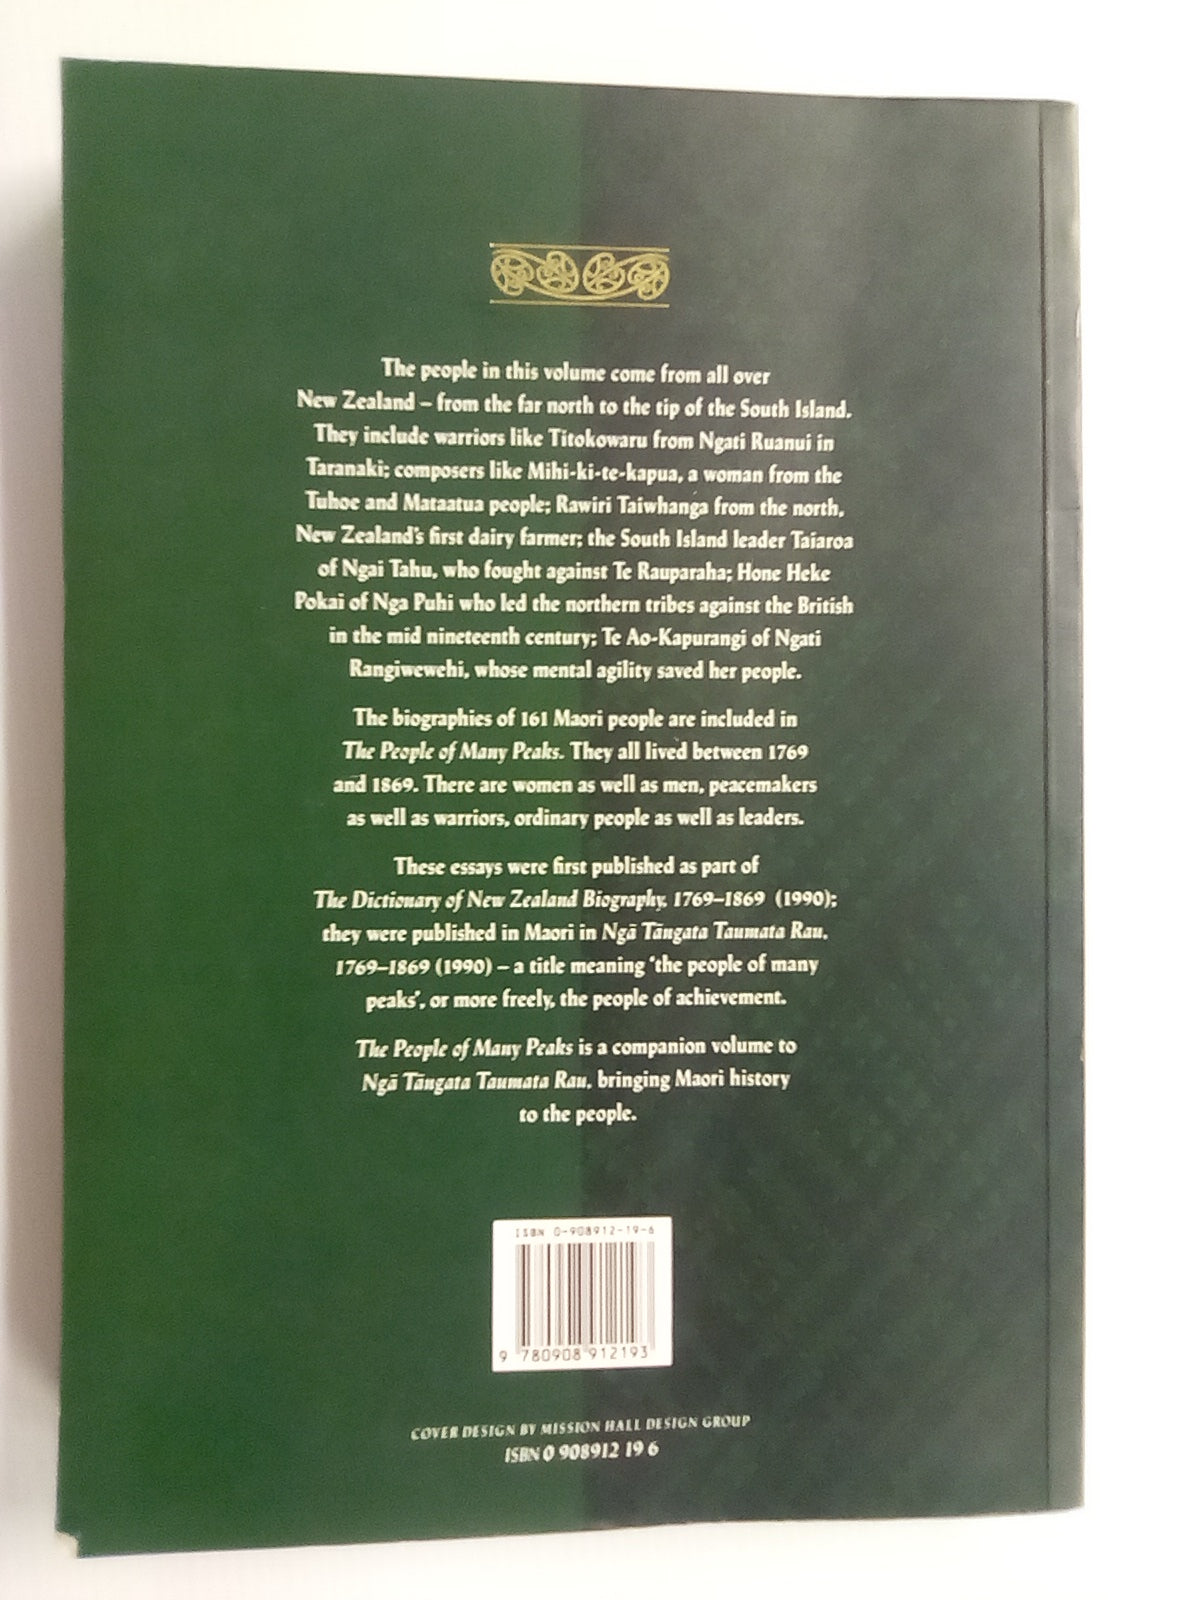 The people in this volume come from all over
New Zealand – from the far north to the tip of the South Island.
They include warriors like Titokowaru from Ngati Ruanui in
Taranaki; composers like Mihi-ki-te-kapua, a woman from the
Tuhoe and Mataatua people; Rawiri Taiwhanga from the north,
New Zealand's first dairy farmer; the South Island leader Taiaroa
of Ngai Tahu, who fought against Te Rauparaha; Hone Heke
Pokai of Nga Puhi who led the northern tribes against the British
in the mid nineteenth century; Te Ao-Kapurangi of Ngati
Rangiwewehi, whose mental agility saved her people.
The biographies of 161 Maori people are included in
The People of Many Peaks. They all lived between 1769
and 1869. There are women as well as men, peacemakers
as well as warriors, ordinary people as well as leaders.
These essays were first published as part of
The Dictionary of New Zealand Biography, 1769–1869 (1990);
they were published in Maori in Ngā Tāngata Taumata Rau,
1769–1869 (1990) – a title meaning 'the people of many
peaks', or more freely, the people of achievement.
The People of Many Peaks is a companion volume to
Ngā Tāngata Taumata Rau, bringing Maori history
to the people.
ISBN 0-908912-19-6
9 780908 912193
COVER DESIGN BY MISSION HALL DESIGN GROUP
ISBN 0 908912 19 6